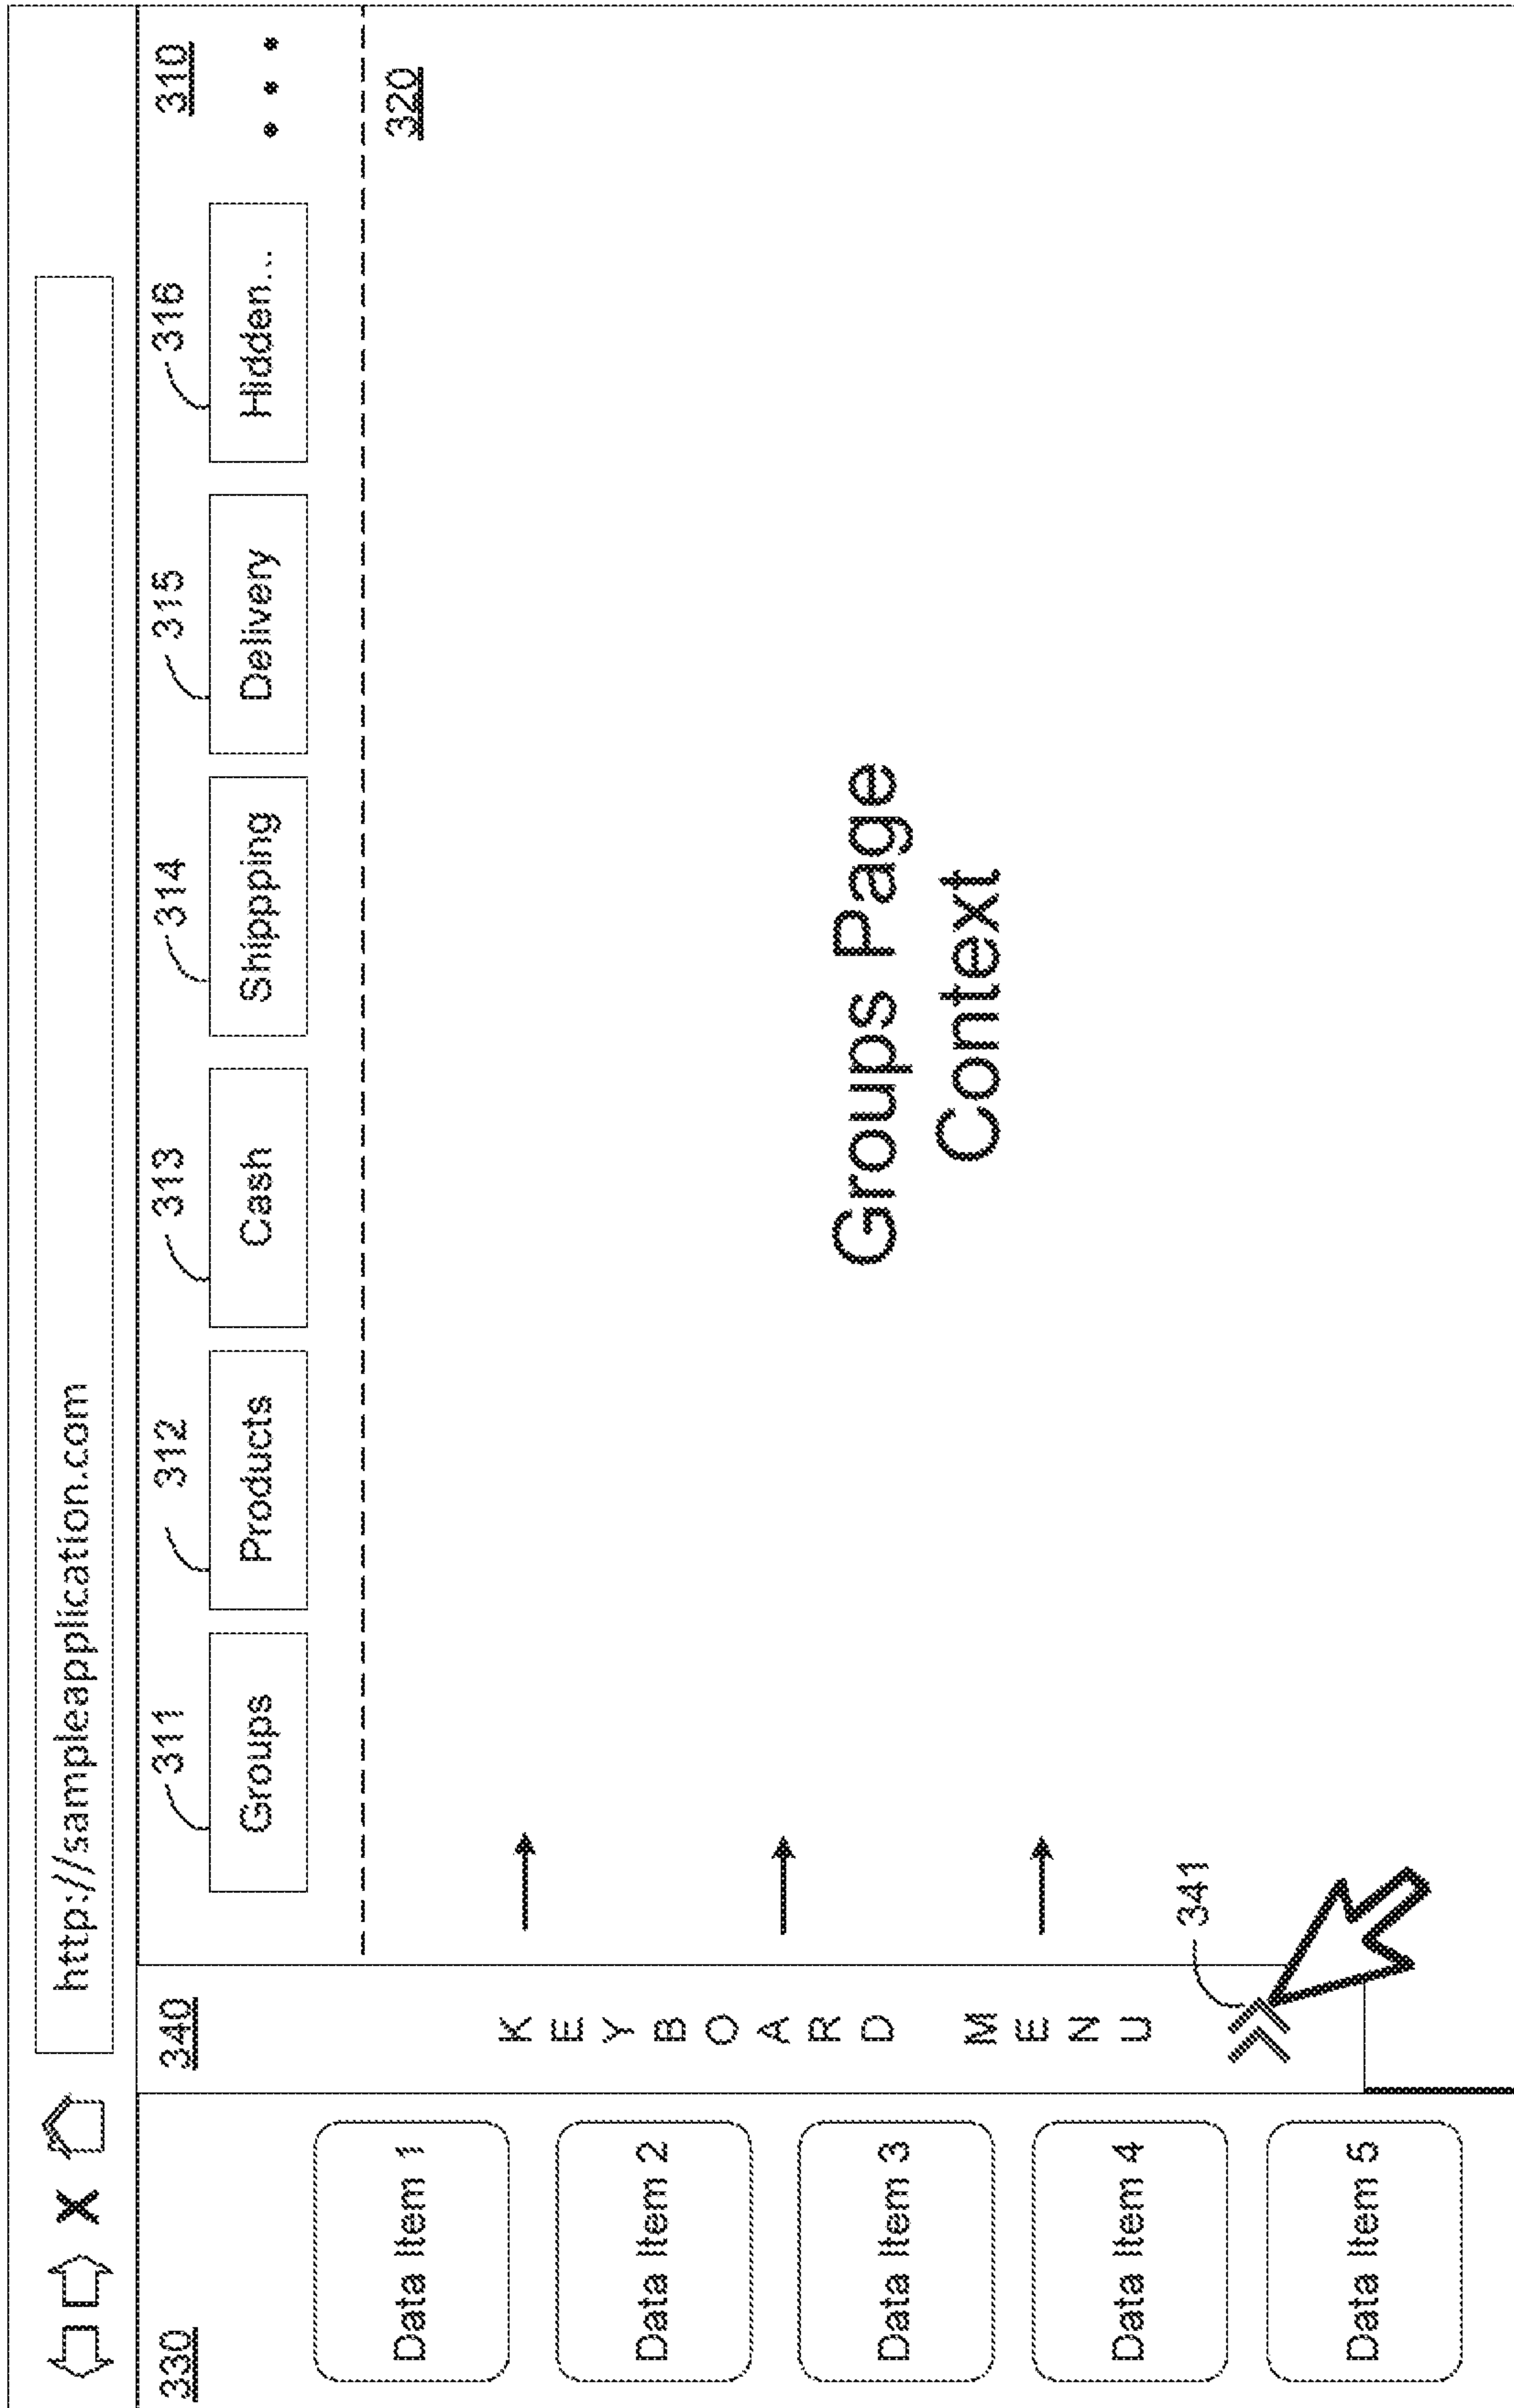 http://sampleapplication.com
330
340
310
311
312
313
314
315
316
Groups
Products
Cash
Shipping
Delivery
Hidden...
320
Data Item 1
Data Item 2
Data Item 3
Data Item 4
Data Item 5
KEYBOARD MENU
341
Groups Page
Context